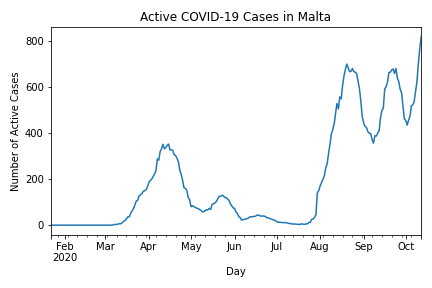 Active COVID-19 Cases in Malta
Number of Active Cases
800
600
400
200
0
Feb Mar Apr May Jun Jul Aug Sep Oct
2020
Day